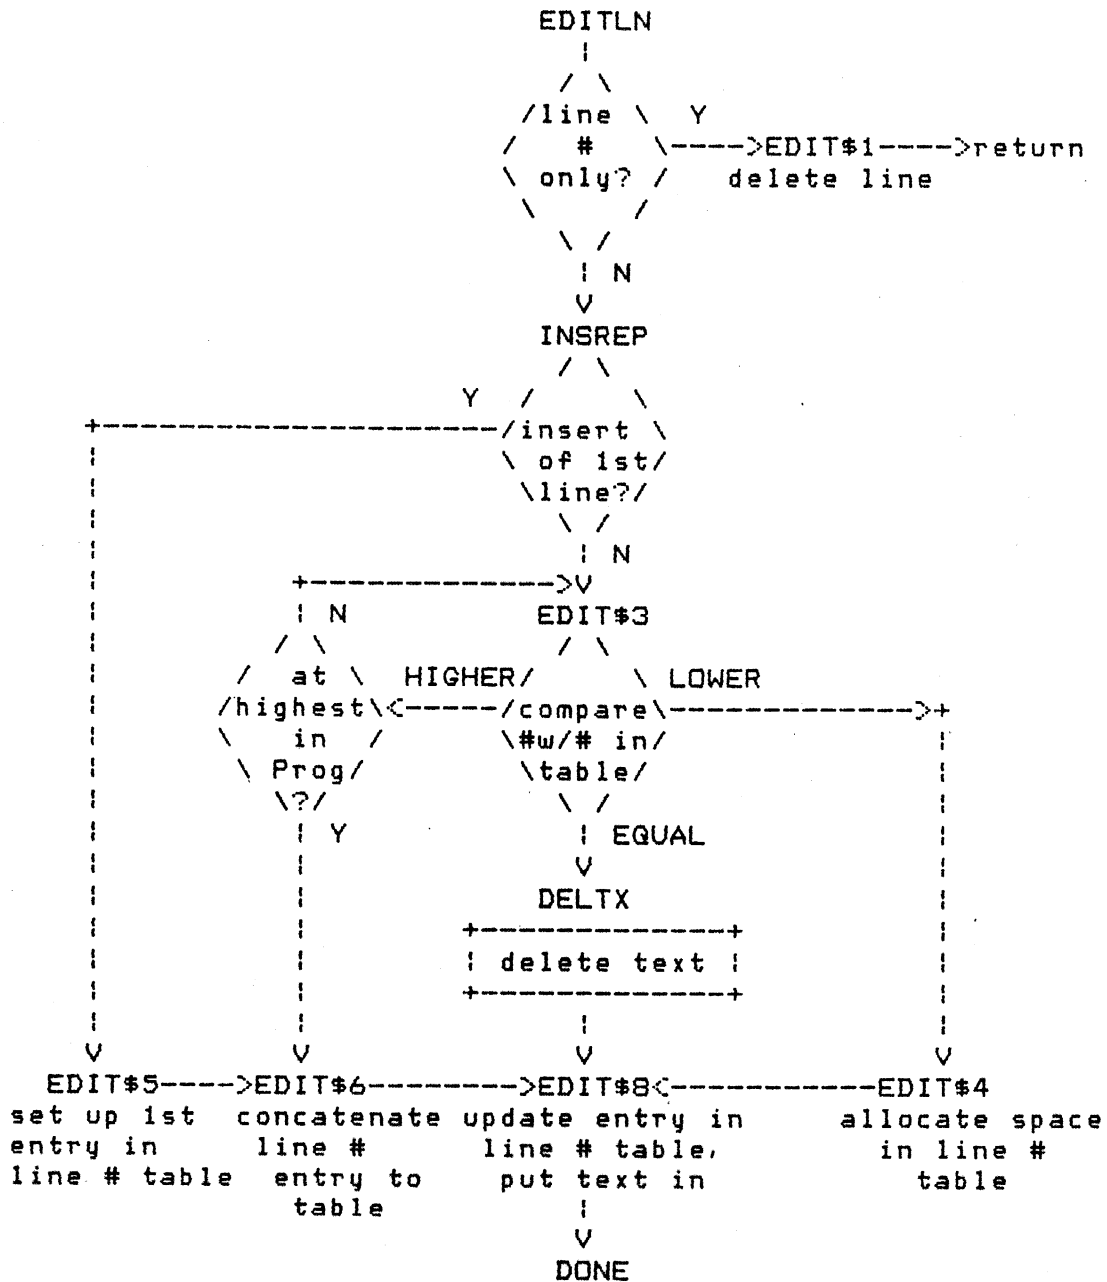 EDITLN
line # only?
Y
---->EDIT$1---->return
delete line
N
INSREP
Y
insert of 1st line?
N
EDIT$3
N
at highest in Prog ?
HIGHER
compare #w/# in table
LOWER
Y
EQUAL
DELTX
delete text
EDIT$5---->EDIT$6-------->EDIT$8<-----------EDIT$4
set up 1st entry in line # table
concatenate line # entry to table
update entry in line # table, put text in
allocate space in line # table
DONE